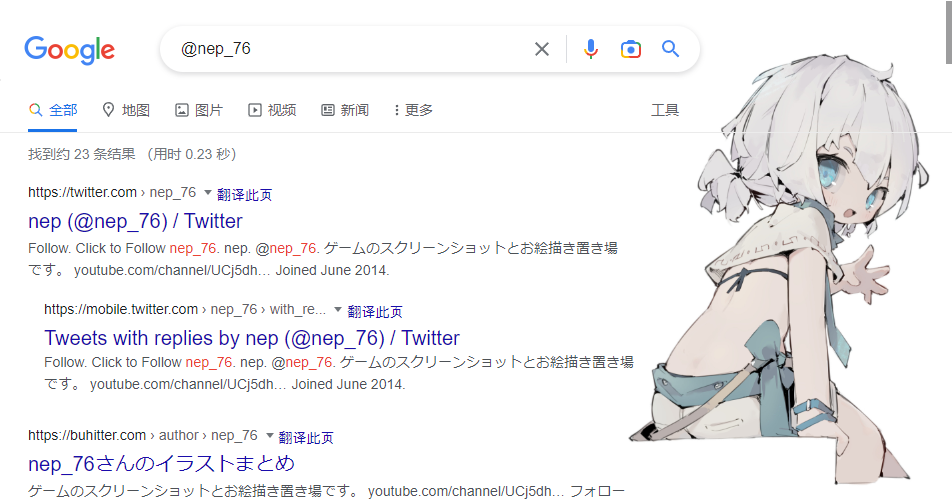 Google
@nep_76
全部 地图 图片 视频 新闻 更多 工具
找到约 23 条结果 （用时 0.23 秒）
https://twitter.com › nep_76 翻译此页
nep (@nep_76) / Twitter
Follow. Click to Follow nep_76. nep. @nep_76. ゲームのスクリーンショットとお絵描き置き場
です。 youtube.com/channel/UCj5dh... Joined June 2014.
https://mobile.twitter.com › nep_76 › with_re... 翻译此页
Tweets with replies by nep (@nep_76) / Twitter
Follow. Click to Follow nep_76. nep. @nep_76. ゲームのスクリーンショットとお絵描き置き場
です。 youtube.com/channel/UCj5dh... Joined June 2014.
https://buhitter.com › author › nep_76 翻译此页
nep_76さんのイラストまとめ
ゲームのスクリーンショットとお絵描き置き場です。 youtube.com/channel/UCj5dh... フォロー